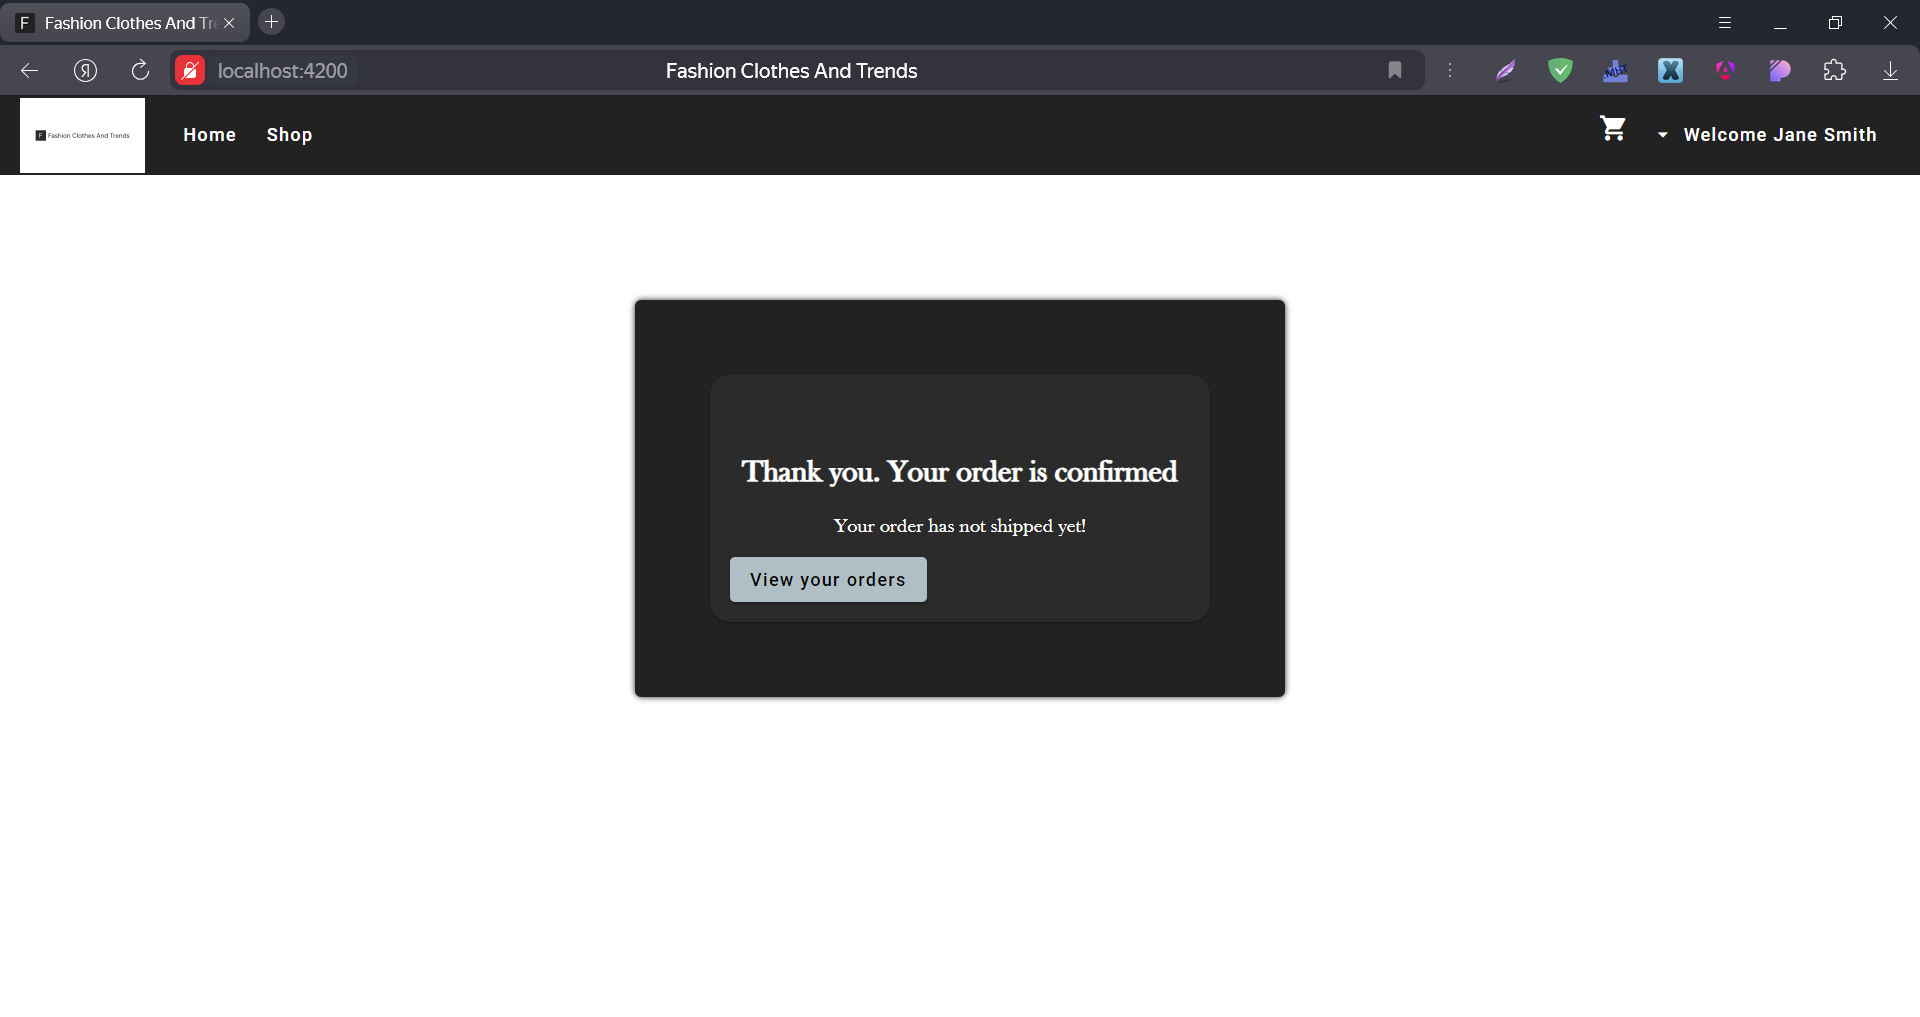 F Fashion Clothes And Tr
localhost:4200
Fashion Clothes And Trends
F Fashion Clothes And Trends
Home
Shop
Welcome Jane Smith
Thank you. Your order is confirmed
Your order has not shipped yet!
View your orders